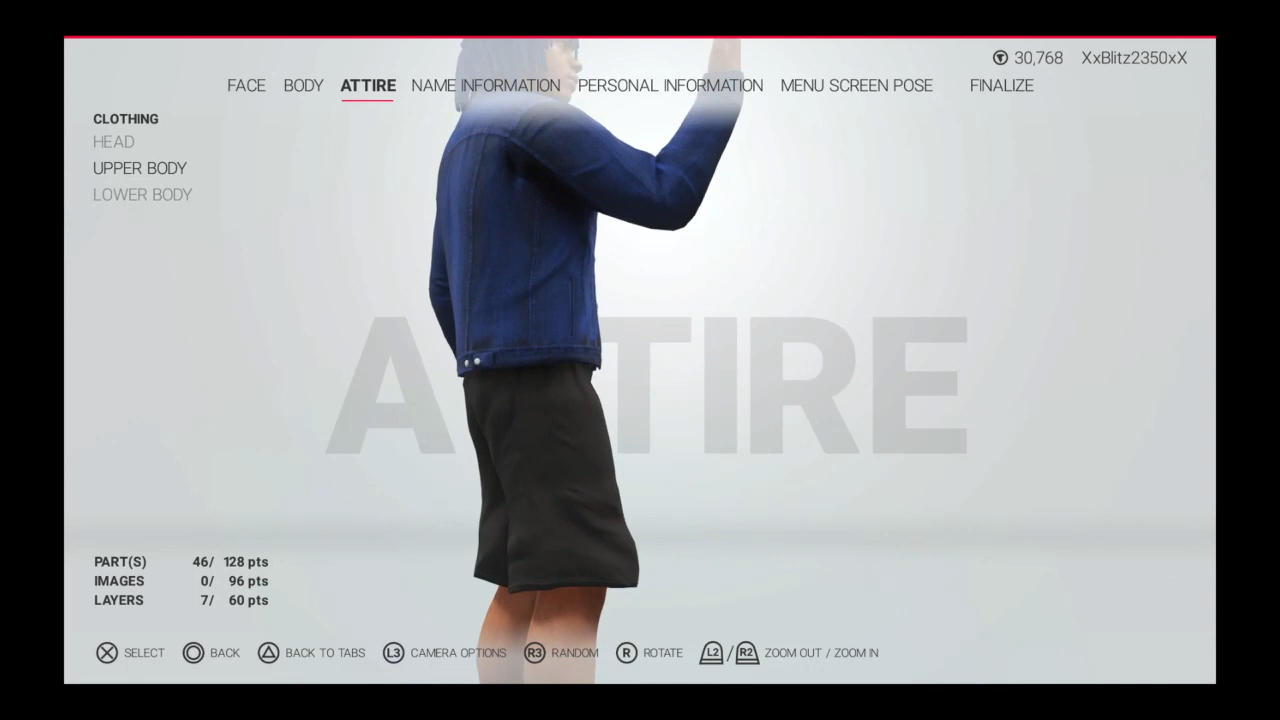 30,768 XxBlitz2350xX
FACE BODY ATTIRE NAME INFORMATION PERSONAL INFORMATION MENU SCREEN POSE FINALIZE
CLOTHING
HEAD
UPPER BODY
LOWER BODY
ATTIRE
PART(S) 46/ 128 pts
IMAGES 0/ 96 pts
LAYERS 7/ 60 pts
SELECT BACK BACK TO TABS L3 CAMERA OPTIONS R3 RANDOM R ROTATE L2 / R2 ZOOM OUT / ZOOM IN